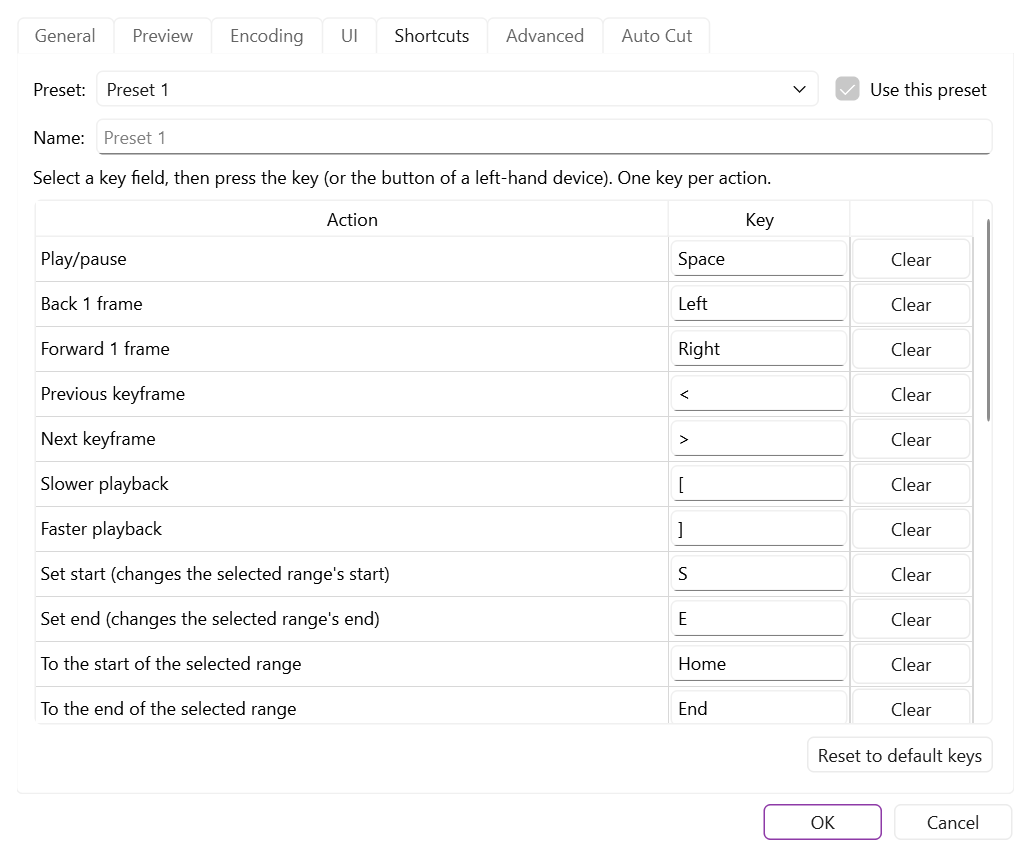 General Preview Encoding UI Shortcuts Advanced Auto Cut
Preset: Preset 1 Use this preset
Name: Preset 1
Select a key field, then press the key (or the button of a left-hand device). One key per action.
Action Key
Play/pause Space Clear
Back 1 frame Left Clear
Forward 1 frame Right Clear
Previous keyframe < Clear
Next keyframe > Clear
Slower playback [ Clear
Faster playback ] Clear
Set start (changes the selected range's start) S Clear
Set end (changes the selected range's end) E Clear
To the start of the selected range Home Clear
To the end of the selected range End Clear
Reset to default keys
OK Cancel